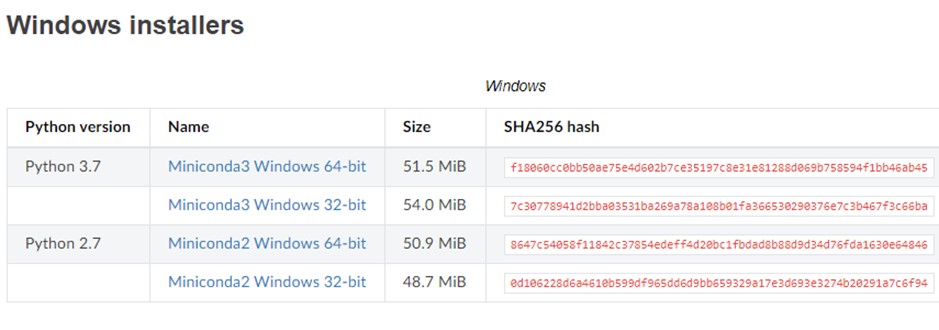 Windows installers
Windows
Python version Name Size SHA256 hash
Python 3.7 Miniconda3 Windows 64-bit 51.5 MiB f18060cc0bb50ae75e4d602b7ce35197c8e31e81288d069b758594f1bb46ab45
Miniconda3 Windows 32-bit 54.0 MiB 7c30778941d2bba03531ba269a78a108b01fa366530290376e7c3b467f3c66ba
Python 2.7 Miniconda2 Windows 64-bit 50.9 MiB 8647c54058f11842c37854edeff4d20bc1fbdad8b88d9d34d76fda1630e64846
Miniconda2 Windows 32-bit 48.7 MiB 0d106228d6a4610b599df965dd6d9bb659329a17e3d693e3274b20291a7c6f94